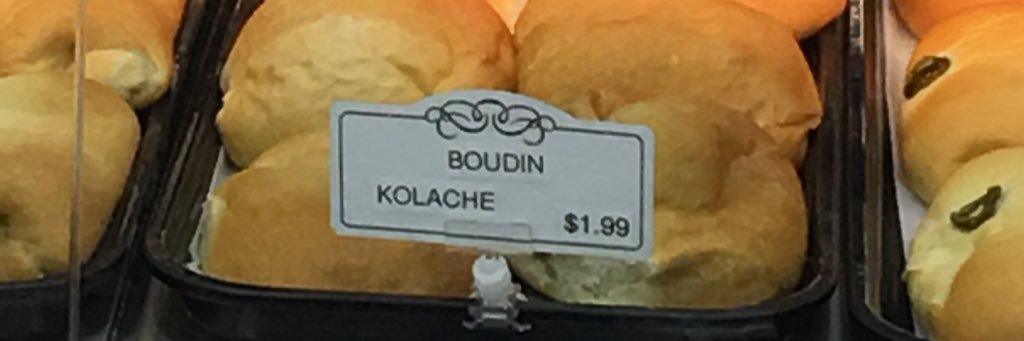 BOUDIN
KOLACHE
$1.99